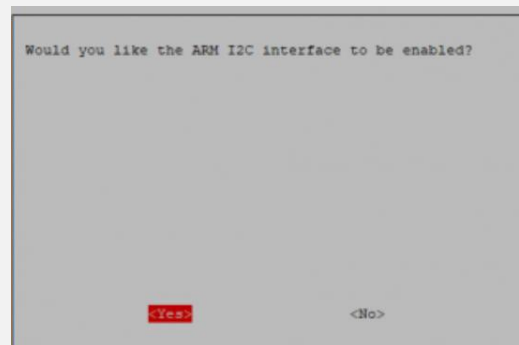 Would you like the ARM I2C interface to be enabled?
<Yes> <No>